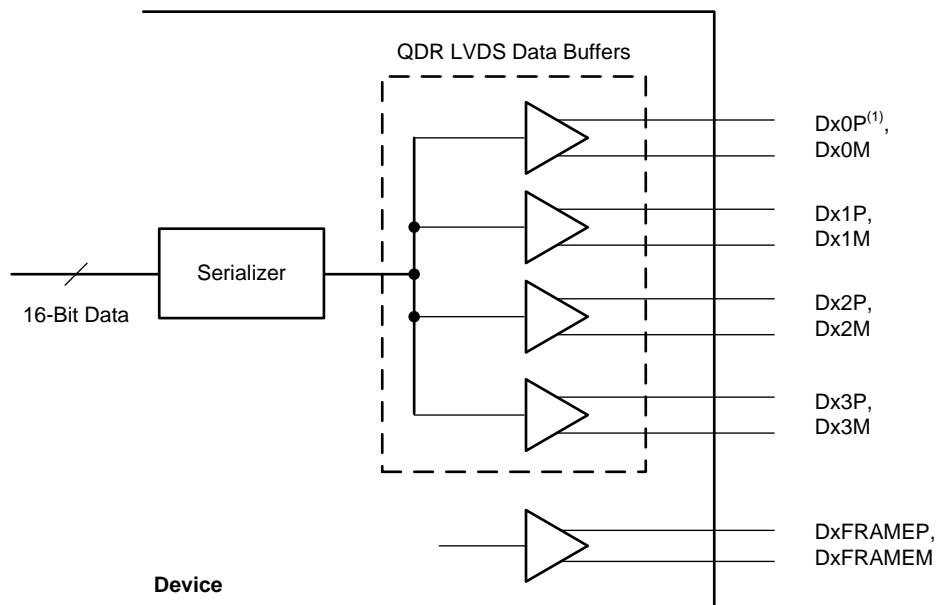 QDR LVDS Data Buffers
Dx0P(1),
Dx0M
Dx1P,
Dx1M
Serializer
16-Bit Data
Dx2P,
Dx2M
Dx3P,
Dx3M
DxFRAMEP,
DxFRAMEM
Device